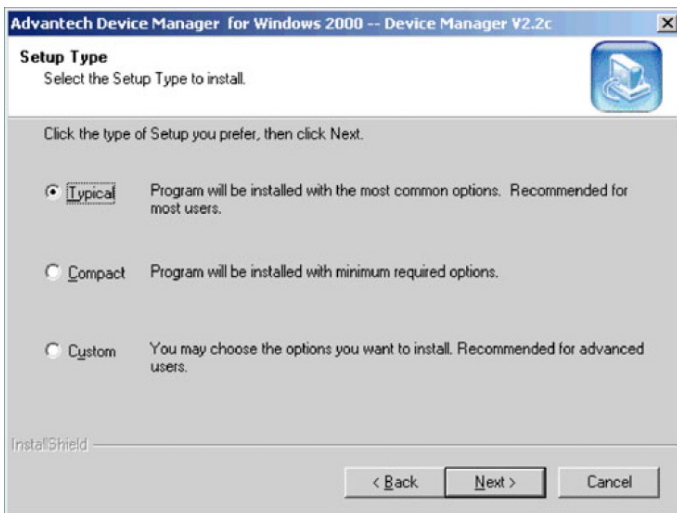 Advantech Device Manager for Windows 2000 -- Device Manager V2.2c
Setup Type
Select the Setup Type to install.
Click the type of Setup you prefer, then click Next.
Typical
Program will be installed with the most common options. Recommended for
most users.
Compact
Program will be installed with minimum required options.
Custom
You may choose the options you want to install. Recommended for advanced
users.
InstallShield
< Back
Next >
Cancel